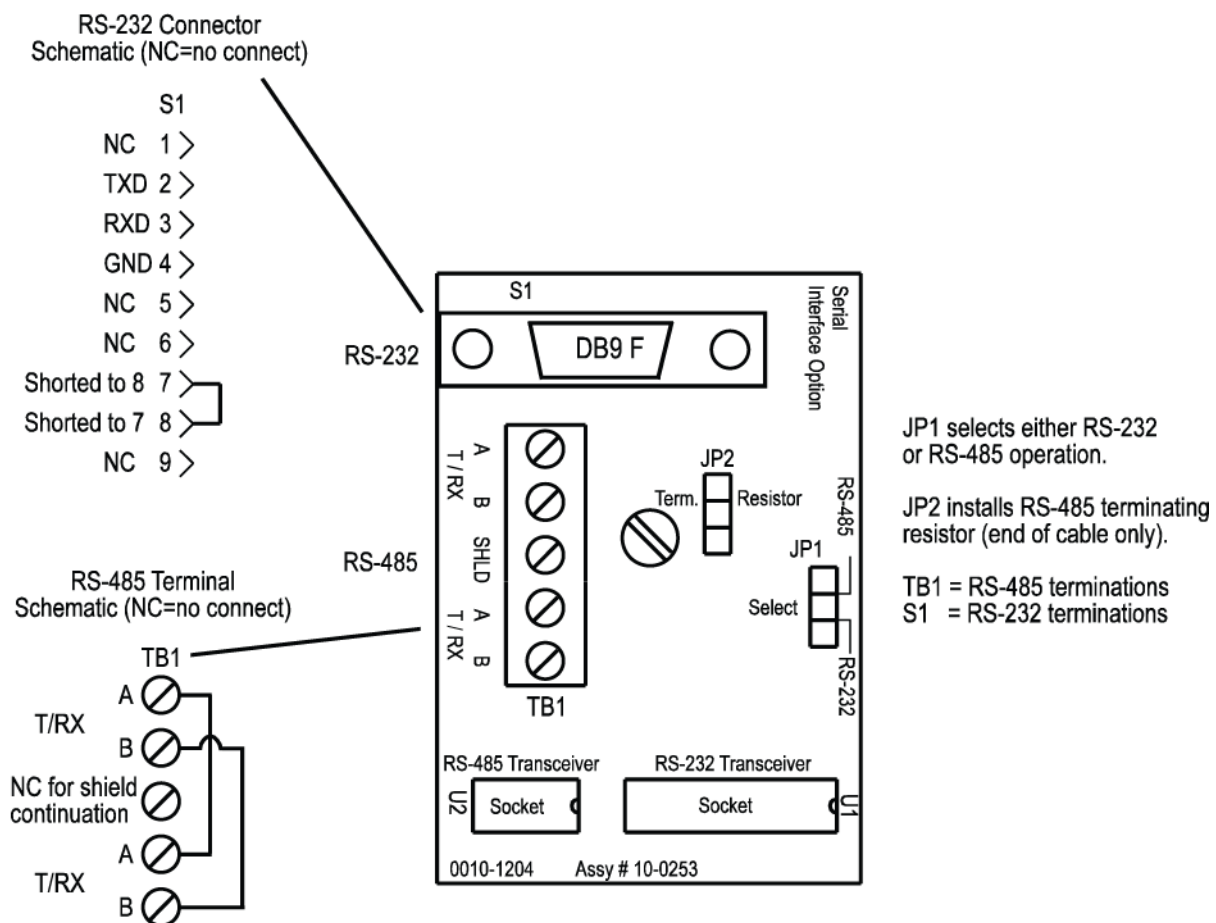 RS-232 Connector
Schematic (NC=no connect)
S1
NC 1
TXD 2
RXD 3
GND 4
NC 5
NC 6
Shorted to 8 7
Shorted to 7 8
NC 9
RS-485 Terminal
Schematic (NC=no connect)
TB1
A
T/RX
B
NC for shield
continuation
A
T/RX
B
RS-232
RS-485
S1
DB9 F
Serial
Interface Option
A
T / RX
B
SHLD
A
T / RX
B
TB1
JP2
Term. Resistor
JP1
Select
RS-485
RS-232
RS-485 Transceiver
U2
Socket
RS-232 Transceiver
Socket
U1
0010-1204 Assy # 10-0253
JP1 selects either RS-232
or RS-485 operation.
JP2 installs RS-485 terminating
resistor (end of cable only).
TB1 = RS-485 terminations
S1 = RS-232 terminations